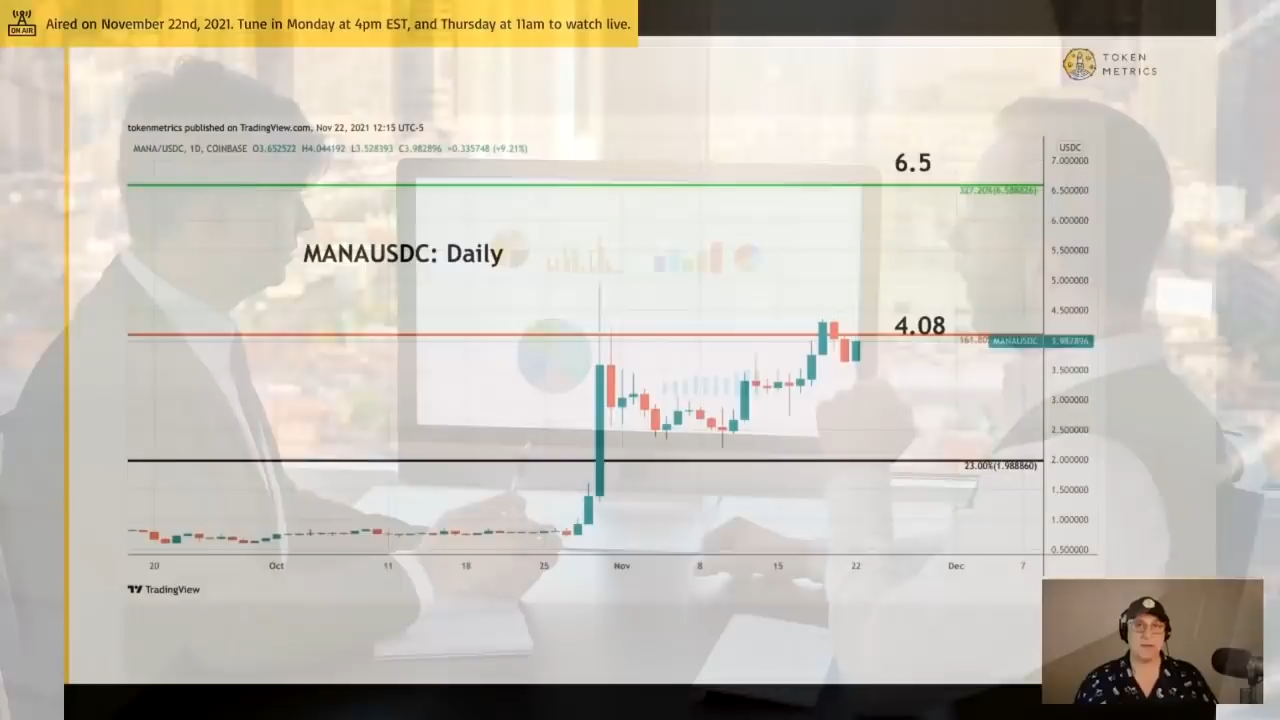 Aired on November 22nd, 2021. Tune in Monday at 4pm EST, and Thursday at 11am to watch live.
ON AIR
TOKEN
METRICS
tokenmetrics published on TradingView.com, Nov 22, 2021 12:15 UTC-5
MANA/USDC, 1D, COINBASE O3.652522 H4.044192 L3.528393 C3.982896 +0.335748 (+9.21%)
USDC
7.000000
6.5
327.20%(6.588826)
6.500000
6.000000
MANAUSDC: Daily
5.500000
5.000000
4.500000
4.08
MANAUSDC 3.982896
3.500000
3.000000
2.500000
2.000000
23.00%(1.988860)
1.500000
1.000000
0.500000
20 Oct 11 18 25 Nov 8 15 22 Dec 7
TradingView